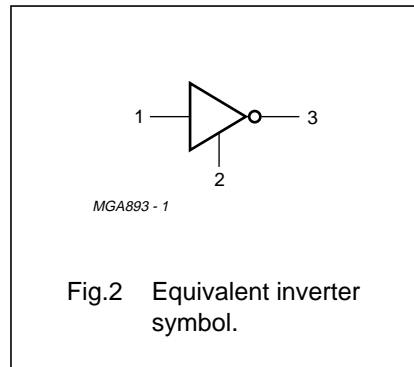 1
3
2
MGA893 - 1
Fig.2 Equivalent inverter
symbol.